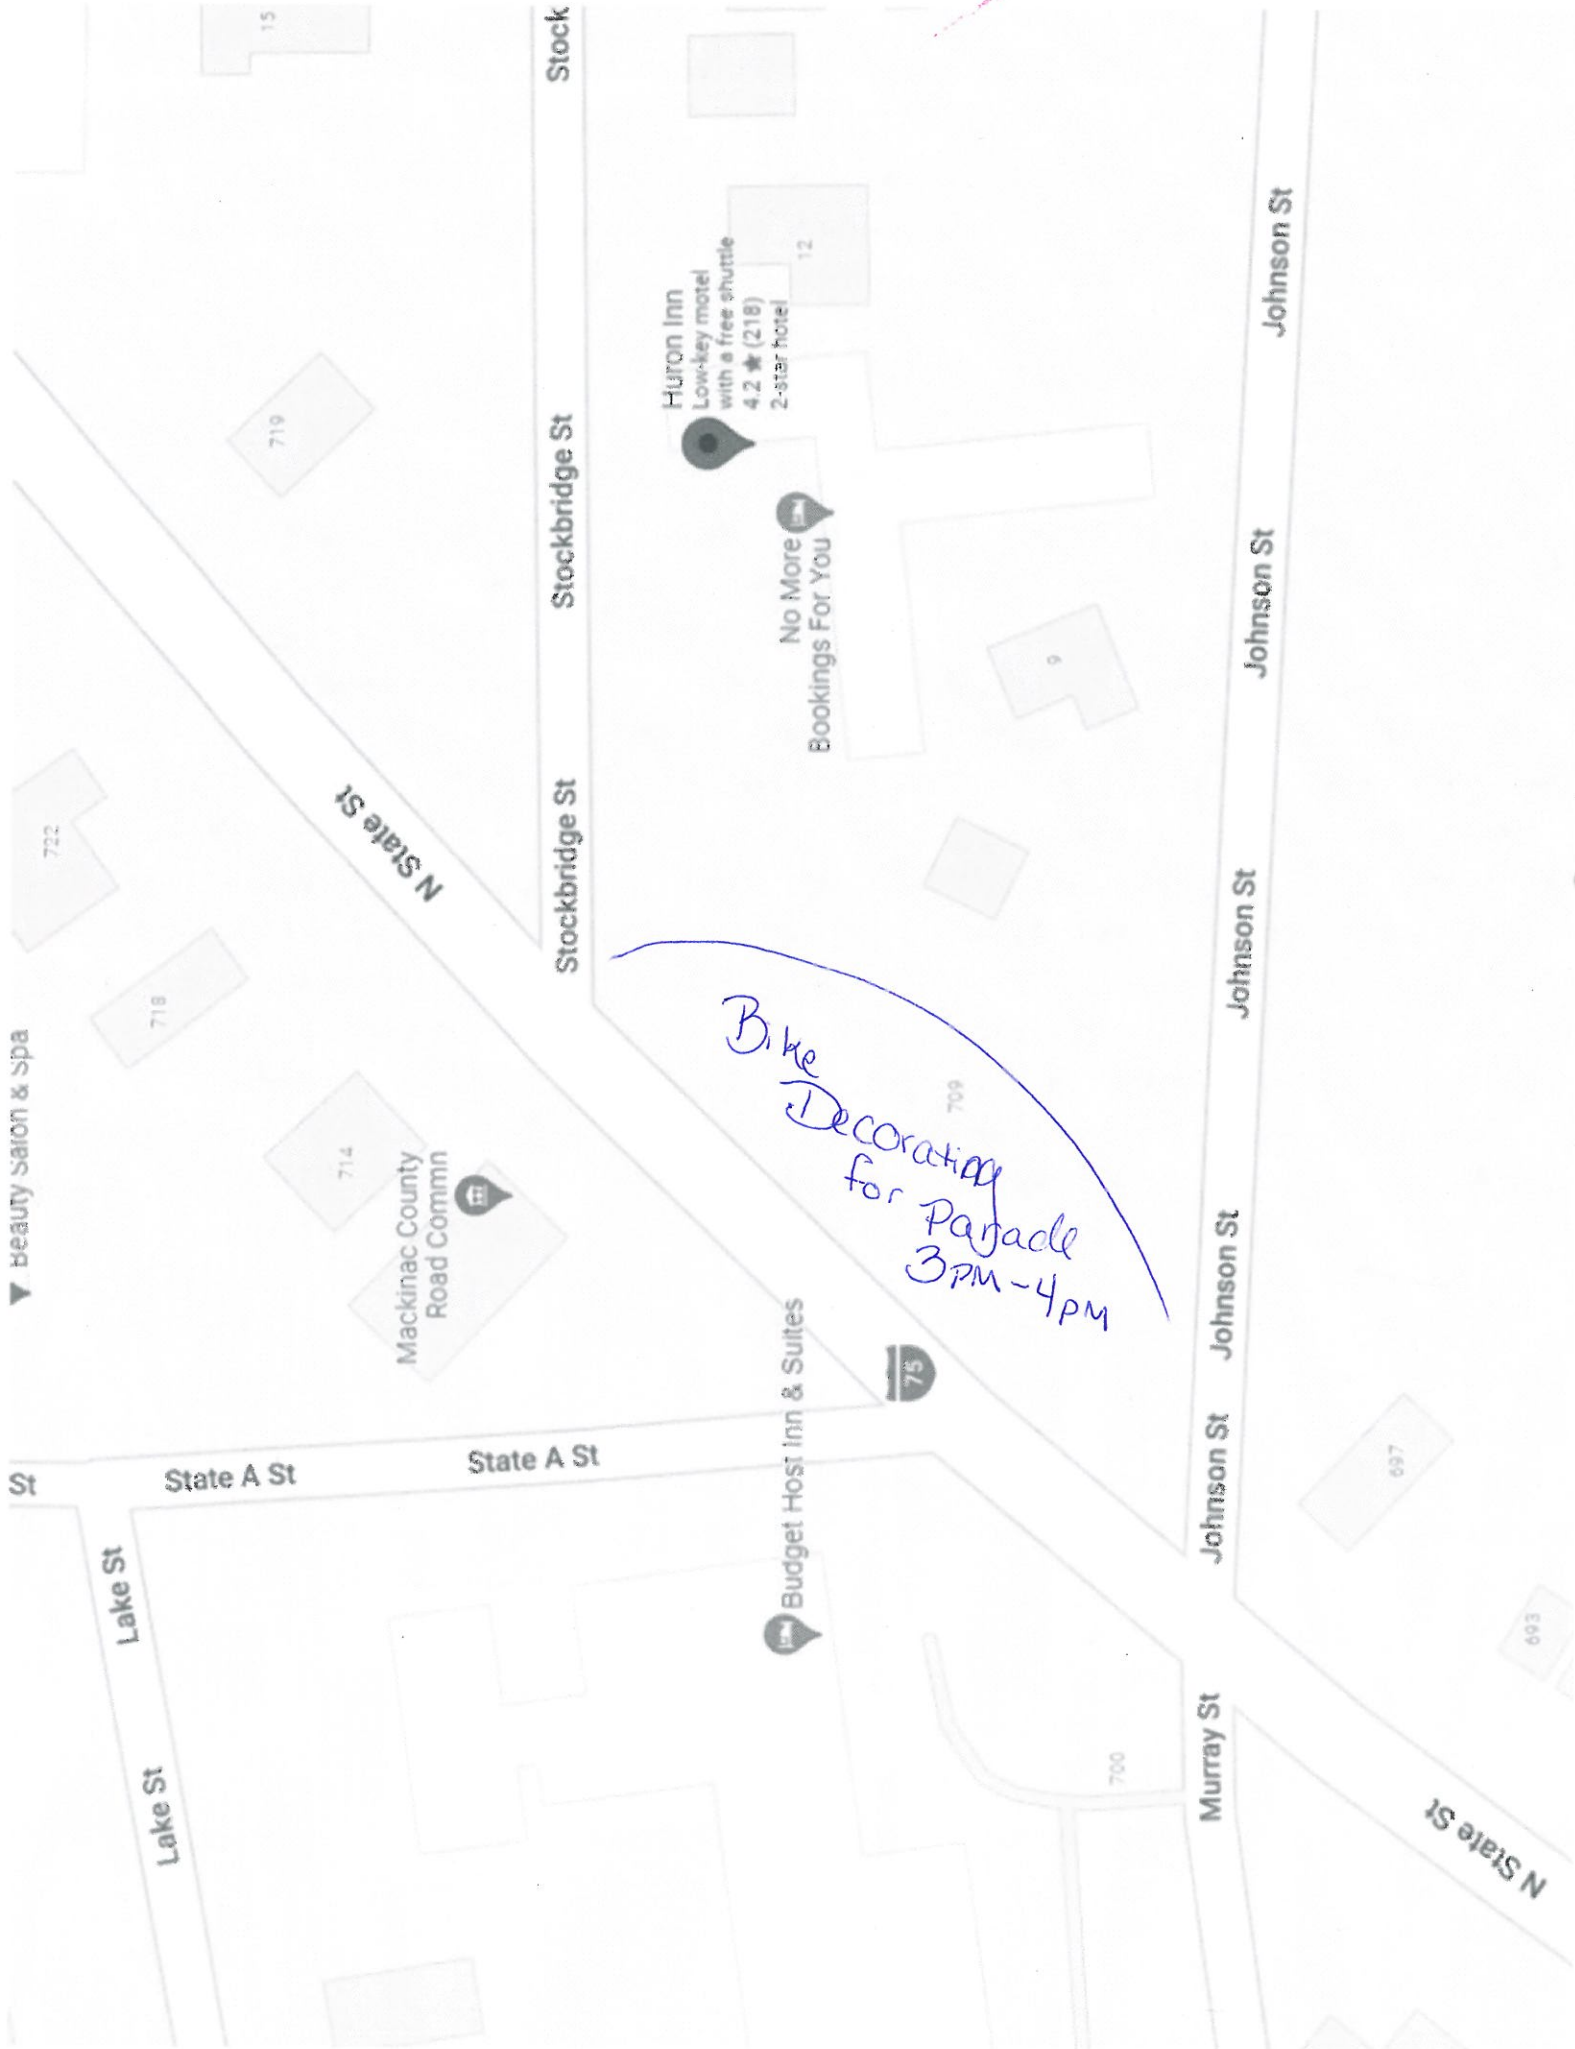 15
Stock
719
Stockbridge St
Huron Inn
Low-key motel
with a free shuttle
4.2 ★ (218)
2-star hotel
12
Johnson St
722
N State St
No More
Bookings For You
9
Johnson St
718
Stockbridge St
Johnson St
Beauty Salon & Spa
714
Mackinac County
Road Commn
Bike
Decorating
for Parade
3PM-4PM
709
Johnson St
75
St
State A St
State A St
Budget Host Inn & Suites
Johnson St
697
693
Lake St
Lake St
700
Murray St
N State St